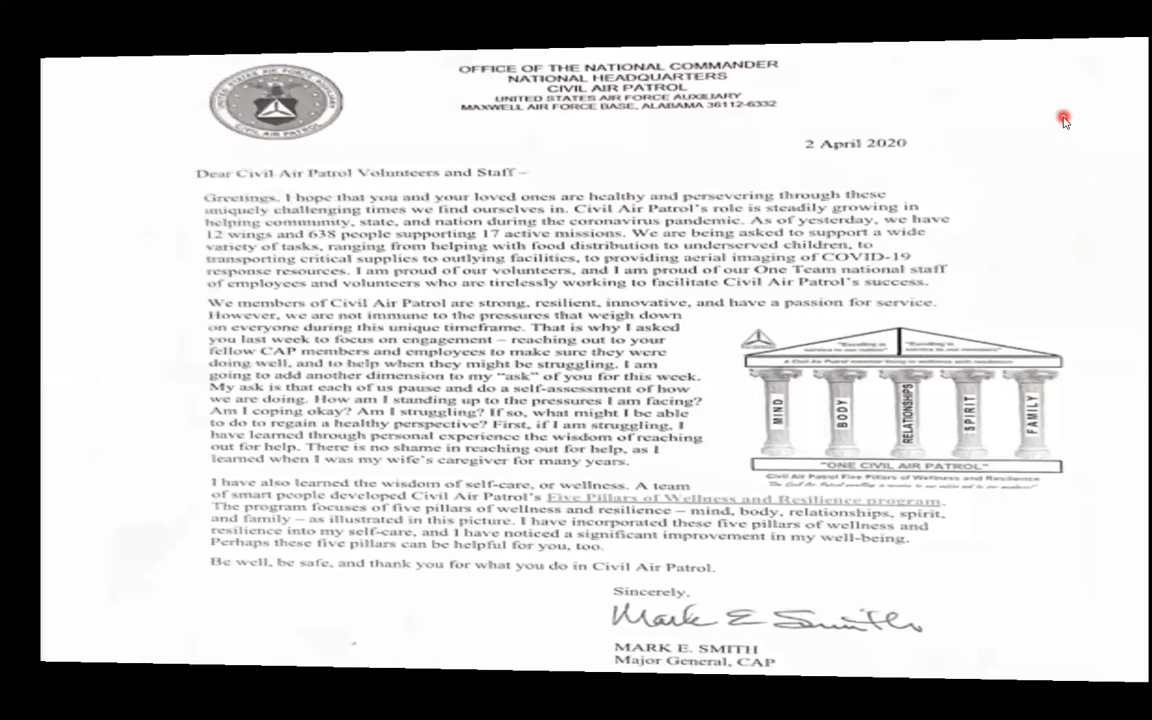 OFFICE OF THE NATIONAL COMMANDER
NATIONAL HEADQUARTERS
CIVIL AIR PATROL
UNITED STATES AIR FORCE AUXILIARY
MAXWELL AIR FORCE BASE, ALABAMA 36112-6332
UNITED STATES AIR FORCE AUXILIARY
CIVIL AIR PATROL
2 April 2020
Dear Civil Air Patrol Volunteers and Staff –
Greetings. I hope that you and your loved ones are healthy and persevering through these
uniquely challenging times we find ourselves in. Civil Air Patrol's role is steadily growing in
helping community, state, and nation during the coronavirus pandemic. As of yesterday, we have
12 wings and 638 people supporting 17 active missions. We are being asked to support a wide
variety of tasks, ranging from helping with food distribution to underserved children, to
transporting critical supplies to outlying facilities, to providing aerial imaging of COVID-19
response resources. I am proud of our volunteers, and I am proud of our One Team national staff
of employees and volunteers who are tirelessly working to facilitate Civil Air Patrol's success.
We members of Civil Air Patrol are strong, resilient, innovative, and have a passion for service.
However, we are not immune to the pressures that weigh down
on everyone during this unique timeframe. That is why I asked
you last week to focus on engagement – reaching out to your
fellow CAP members and employees to make sure they were
doing well, and to help when they might be struggling. I am
going to add another dimension to my "ask" of you for this week.
My ask is that each of us pause and do a self-assessment of how
we are doing. How am I standing up to the pressures I am facing?
Am I coping okay? Am I struggling? If so, what might I be able
to do to regain a healthy perspective? First, if I am struggling, I
have learned through personal experience the wisdom of reaching
out for help. There is no shame in reaching out for help, as I
learned when I was my wife's caregiver for many years.
MIND
BODY
RELATIONSHIPS
SPIRIT
FAMILY
"ONE CIVIL AIR PATROL"
Civil Air Patrol Five Pillars of Wellness and Resilience
I have also learned the wisdom of self-care, or wellness. A team
of smart people developed Civil Air Patrol's Five Pillars of Wellness and Resilience program.
The program focuses of five pillars of wellness and resilience – mind, body, relationships, spirit,
and family – as illustrated in this picture. I have incorporated these five pillars of wellness and
resilience into my self-care, and I have noticed a significant improvement in my well-being.
Perhaps these five pillars can be helpful for you, too.
Be well, be safe, and thank you for what you do in Civil Air Patrol.
Sincerely,
Mark E Smith
MARK E. SMITH
Major General, CAP